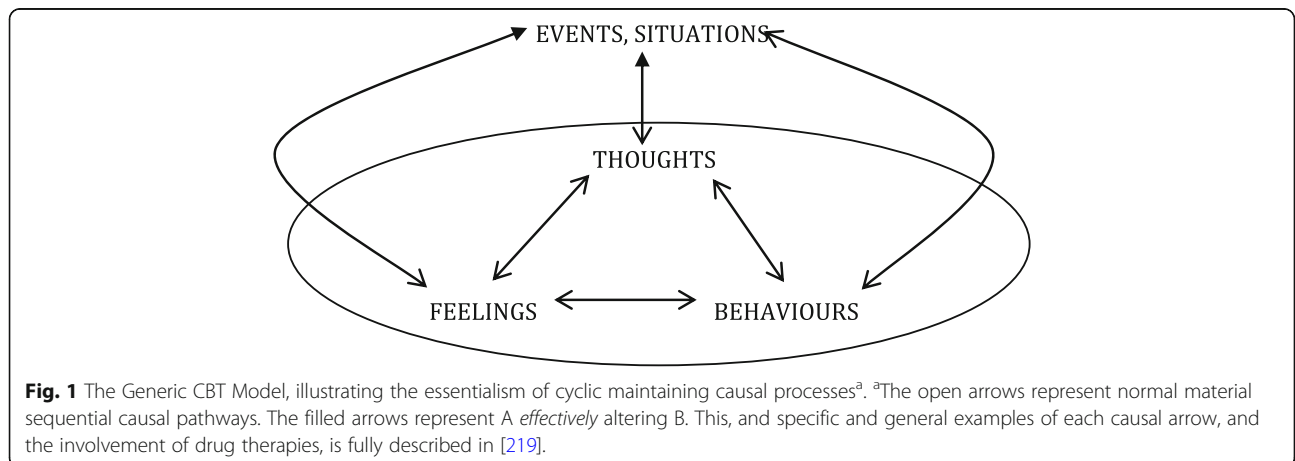 EVENTS, SITUATIONS
THOUGHTS
FEELINGS
BEHAVIOURS
Fig. 1 The Generic CBT Model, illustrating the essentialism of cyclic maintaining causal processesᵃ. ᵃThe open arrows represent normal material
sequential causal pathways. The filled arrows represent A effectively altering B. This, and specific and general examples of each causal arrow, and
the involvement of drug therapies, is fully described in [219].